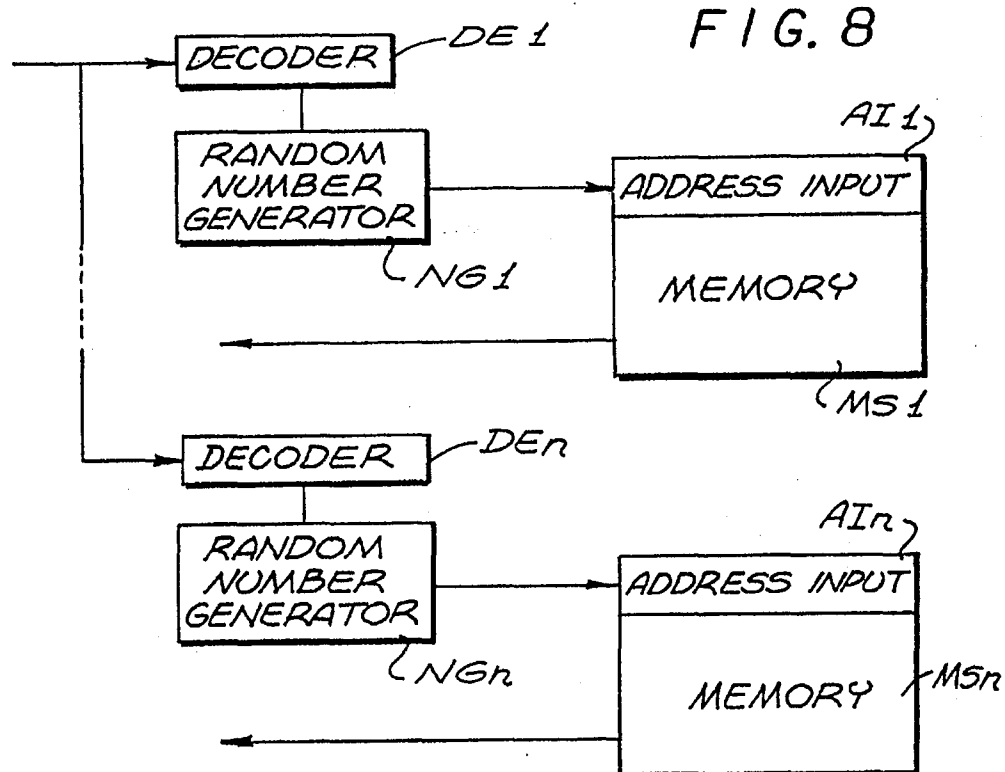 FIG. 8
DECODER
DE1
RANDOM
NUMBER
GENERATOR
NG1
AI1
ADDRESS INPUT
MEMORY
MS1
DECODER
DEn
RANDOM
NUMBER
GENERATOR
NGn
AIn
ADDRESS INPUT
MEMORY
MSn